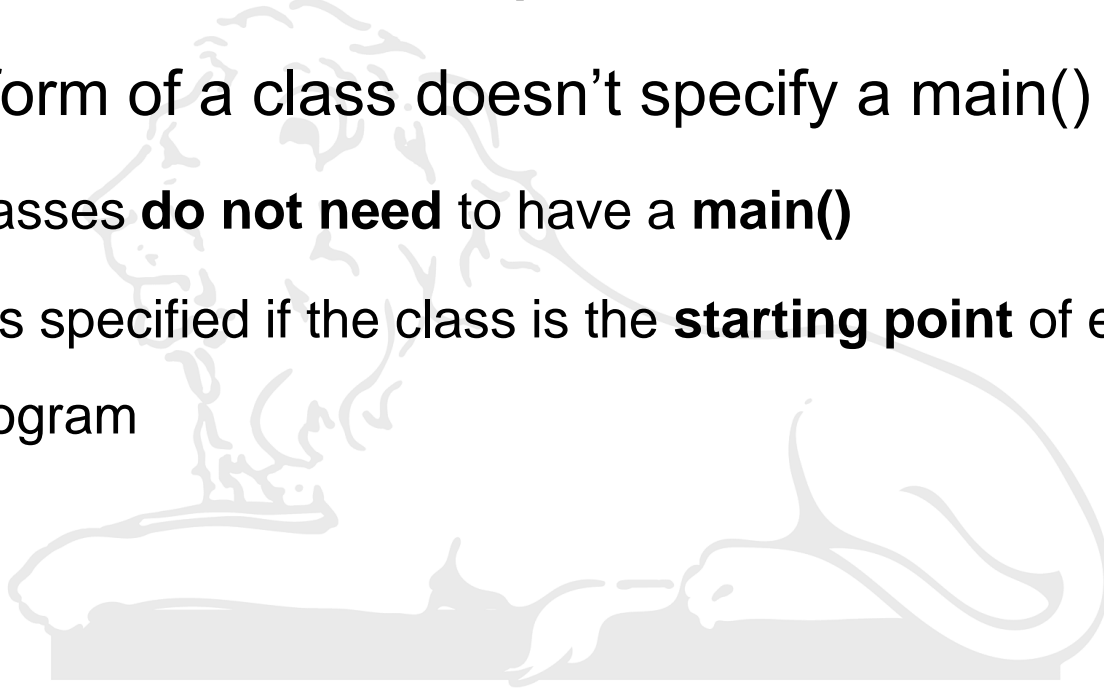 orm of a class doesn’t specify a main()
asses do not need to have a main()
s specified if the class is the starting point of e
ogram